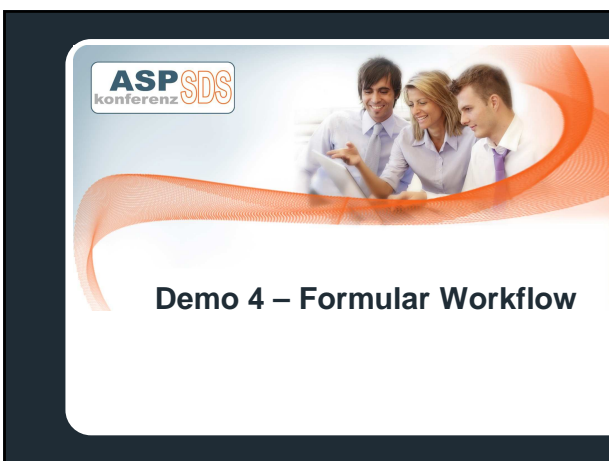 ASP SDS
konferenz
Demo 4 – Formular Workflow